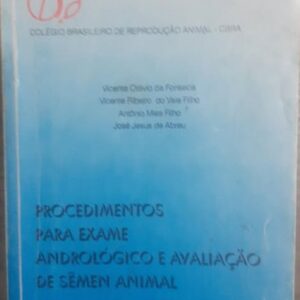 COLÉGIO BRASILEIRO DE REPRODUÇÃO ANIMAL - CBRA
Vicente Otávio da Fonseca
Vicente Ribeiro do Vale Filho
Antônio Mies Filho
José Jesus de Abreu
PROCEDIMENTOS
PARA EXAME
ANDROLÓGICO E AVALIAÇÃO
DE SÊMEN ANIMAL